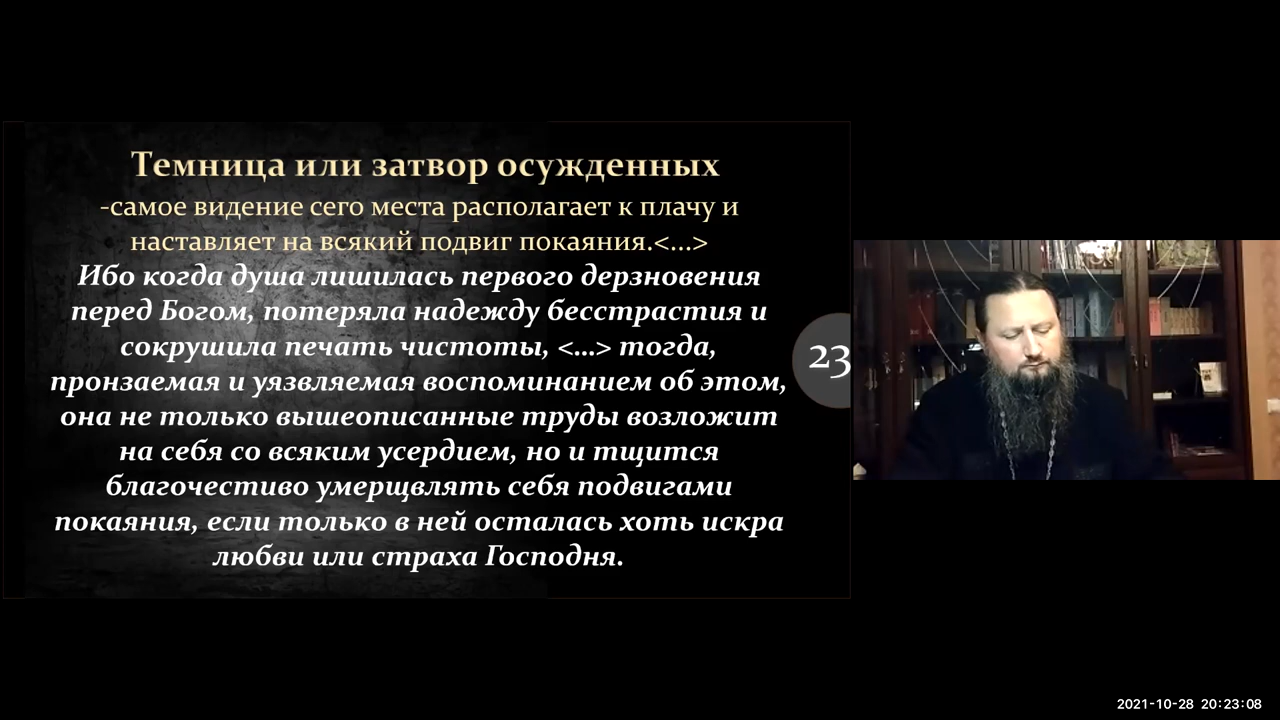 Темница или затвор осужденных
-самое видение сего места располагает к плачу и
наставляет на всякий подвиг покаяния.<...>
Ибо когда душа лишилась первого дерзновения
перед Богом, потеряла надежду бесстрастия и
сокрушила печать чистоты, <...> тогда,
пронзаемая и уязвляемая воспоминанием об этом,
она не только вышеописанные труды возложит
на себя со всяким усердием, но и тщится
благочестиво умерщвлять себя подвигами
покаяния, если только в ней осталась хоть искра
любви или страха Господня.
23
2021-10-28 20:23:08